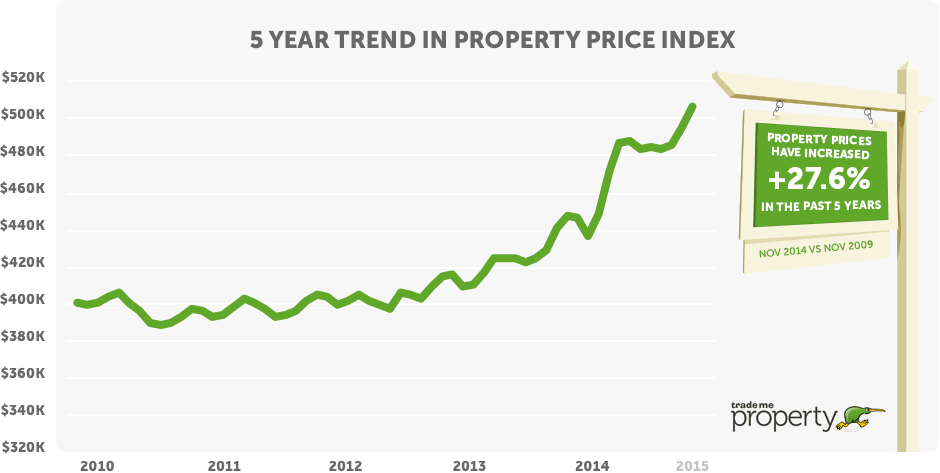 5 YEAR TREND IN PROPERTY PRICE INDEX
$520K
$500K
$480K
$460K
$440K
$420K
$400K
$380K
$360K
$340K
$320K
2010 2011 2012 2013 2014 2015
PROPERTY PRICES
HAVE INCREASED
+27.6%
IN THE PAST 5 YEARS
NOV 2014 VS NOV 2009
trade me
property